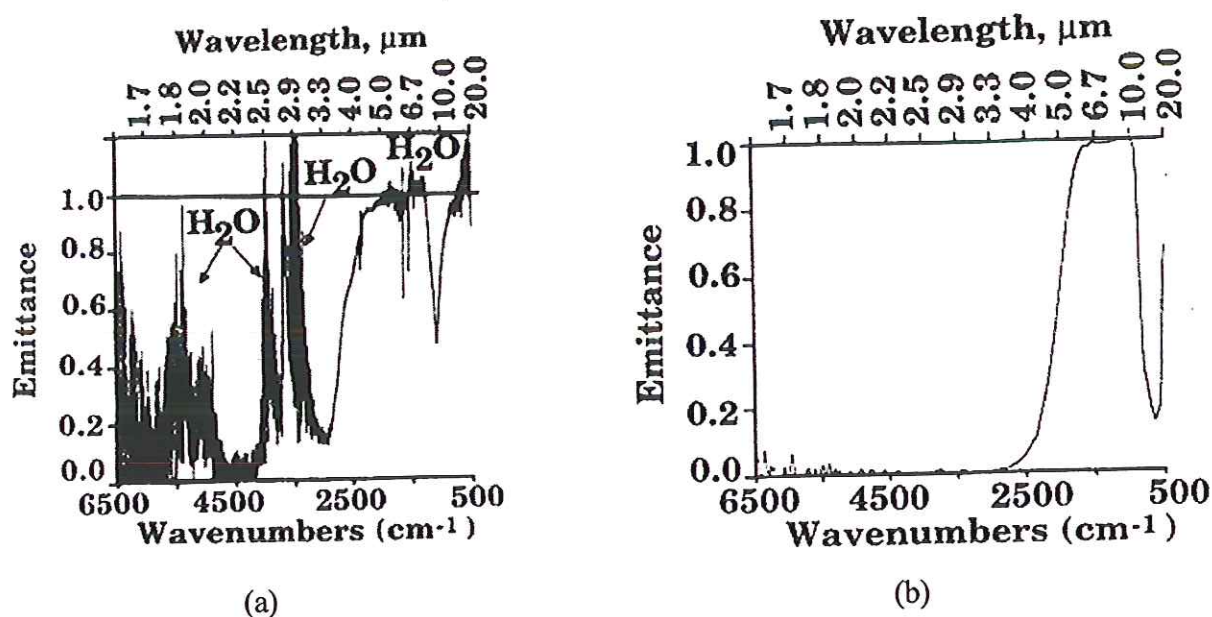 Wavelength, μm
1.7 1.8 2.0 2.2 2.5 2.9 3.3 4.0 5.0 6.7 10.0 20.0
H2O
H2O
H2O
1.0
0.8
0.6
0.4
0.2
0.0
Emittance
6500 4500 2500 500
Wavenumbers (cm-1)
(a)
Wavelength, μm
1.7 1.8 2.0 2.2 2.5 2.9 3.3 4.0 5.0 6.7 10.0 20.0
1.0
0.8
0.6
0.4
0.2
0.0
Emittance
6500 4500 2500 500
Wavenumbers (cm-1)
(b)